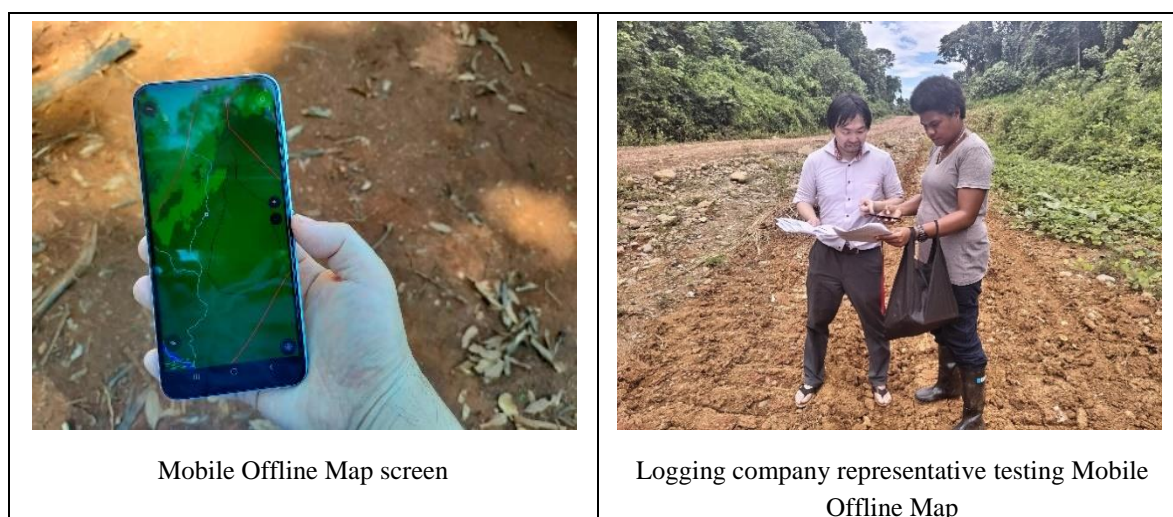 Mobile Offline Map screen
Logging company representative testing Mobile
Offline Map